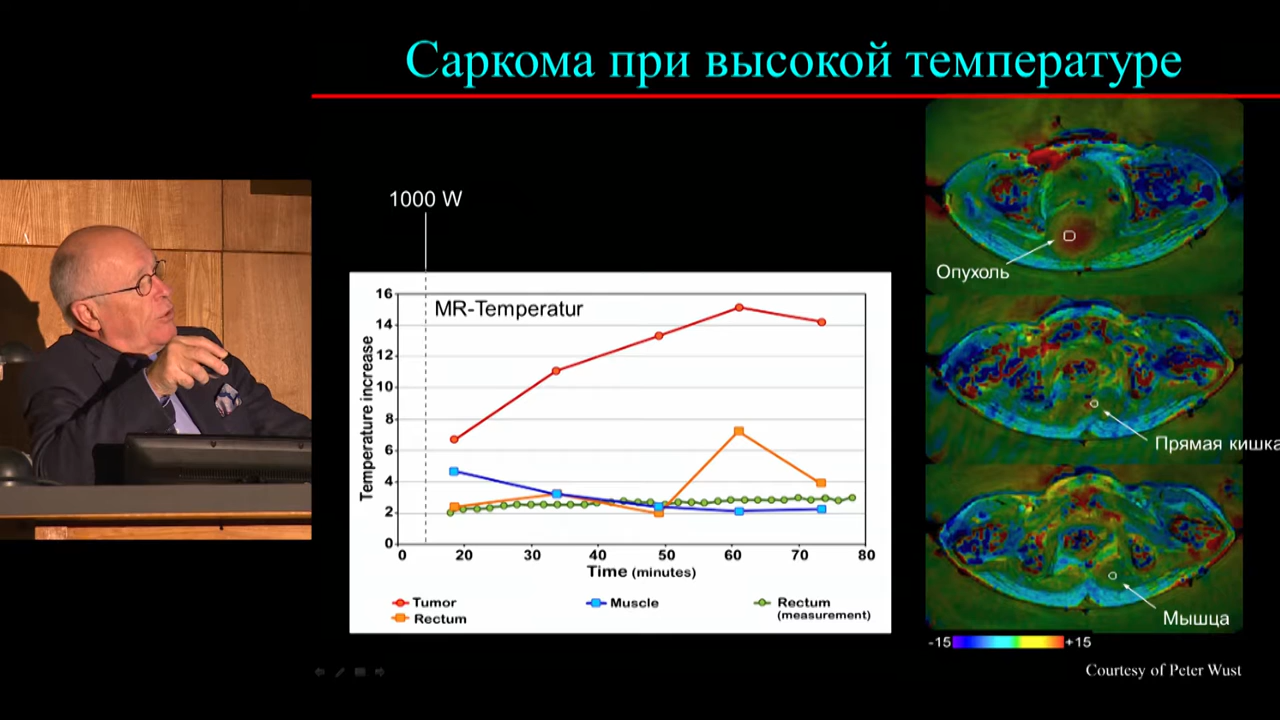 Саркома при высокой температуре
1000 W
MR-Temperatur
Temperature increase
16
14
12
10
8
6
4
2
0
0 20 30 40 50 60 70 80
Time (minutes)
Tumor
Muscle
Rectum
(measurement)
Rectum
Опухоль
Прямая кишка
Мышца
-15 +15
Courtesy of Peter Wust